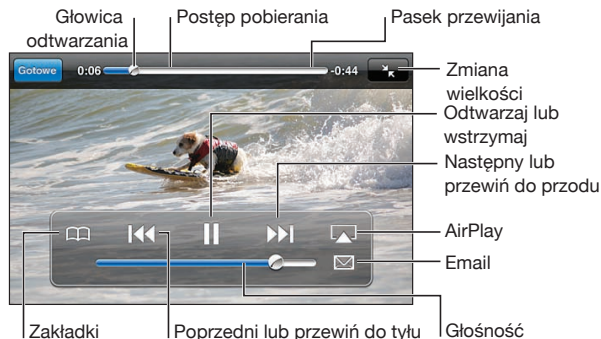 Głowica
odtwarzania
Postęp pobierania
Pasek przewijania
Gotowe
0:06
-0:44
Zmiana
wielkości
Odtwarzaj lub
wstrzymaj
Następny lub
przewiń do przodu
AirPlay
Email
Zakładki
Poprzedni lub przewiń do tyłu
Głośność